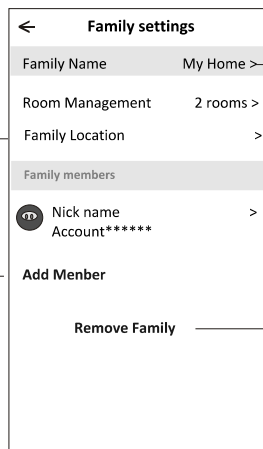 Family settings
Family Name My Home >
Room Management 2 rooms >
Family Location >
Family members
Nick name >
Account******
Add Menber
Remove Family